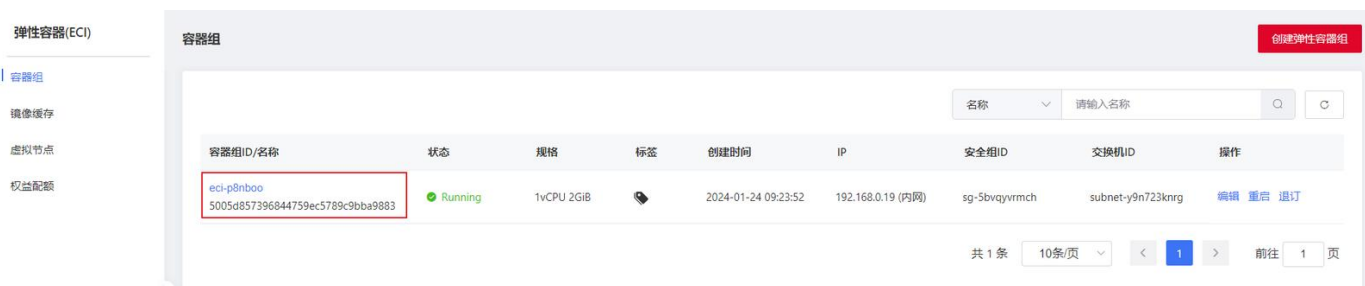 弹性容器(ECI)
容器组
镜像缓存
虚拟节点
权益配额
容器组
创建弹性容器组
名称 请输入名称
容器组ID/名称 状态 规格 标签 创建时间 IP 安全组ID 交换机ID 操作
eci-p8nboo
5005d857396844759ec5789c9bba9883
Running 1vCPU 2GiB 2024-01-24 09:23:52 192.168.0.19 (内网) sg-5bvqyvrmch subnet-y9n723knrg 编辑 重启 退订
共 1 条 10条/页 < 1 > 前往 1 页